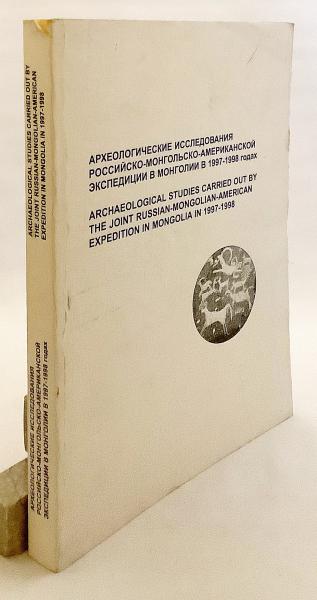 АРХЕОЛОГИЧЕСКИЕ ИССЛЕДОВАНИЯ
РОССИЙСКО-МОНГОЛЬСКО-АМЕРИКАНСКОЙ
ЭКСПЕДИЦИИ В МОНГОЛИИ В 1997-1998 годах
ARCHAEOLOGICAL STUDIES CARRIED OUT BY
THE JOINT RUSSIAN-MONGOLIAN-AMERICAN
EXPEDITION IN MONGOLIA IN 1997-1998
ARCHAEOLOGICAL STUDIES CARRIED OUT BY
THE JOINT RUSSIAN-MONGOLIAN-AMERICAN
EXPEDITION IN MONGOLIA IN 1997-1998
АРХЕОЛОГИЧЕСКИЕ ИССЛЕДОВАНИЯ
РОССИЙСКО-МОНГОЛЬСКО-АМЕРИКАНСКОЙ
ЭКСПЕДИЦИИ В МОНГОЛИИ В 1997-1998 годах